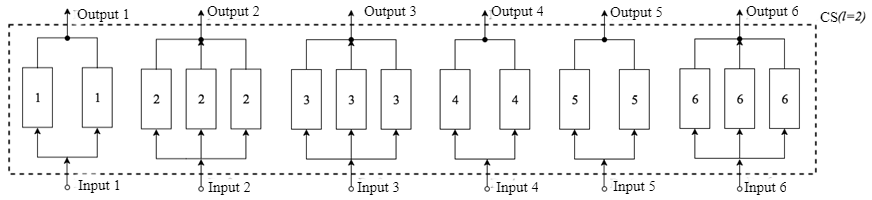 Output 1 Output 2 Output 3 Output 4 Output 5 Output 6
CS(l=2)
1 1 2 2 2 3 3 3 4 4 5 5 6 6 6
Input 1 Input 2 Input 3 Input 4 Input 5 Input 6